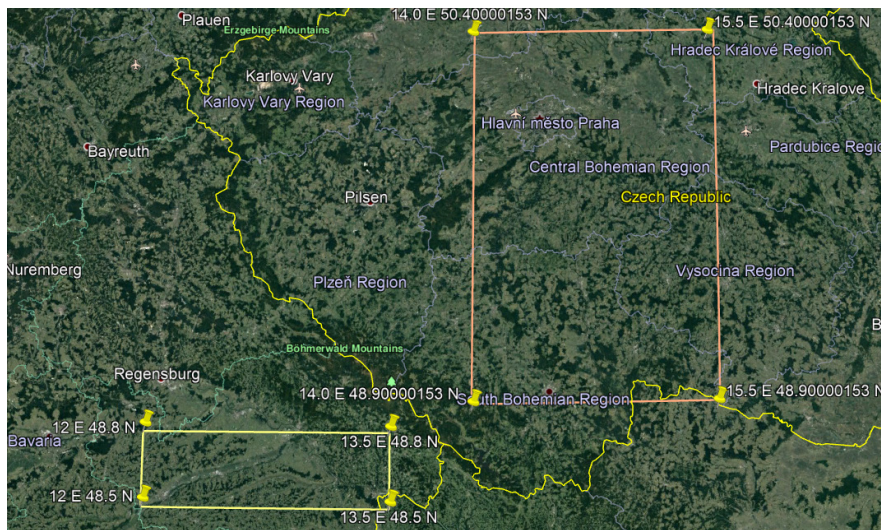 14.0 E 50.40000153 N
15.5 E 50.40000153 N
Plauen
Erzgebirge Mountains
Hradec Králové Region
Karlovy Vary
Karlovy Vary Region
Hradec Kralove
Hlavní město Praha
Bayreuth
Pardubice Regio
Central Bohemian Region
Pilsen
Czech Republic
Nuremberg
Plzeň Region
Vysocina Region
Böhmerwald Mountains
Regensburg
14.0 E 48.90000153 N
15.5 E 48.90000153 N
South Bohemian Region
B
12 E 48.8 N
13.5 E 48.8 N
Bavaria
12 E 48.5 N
13.5 E 48.5 N